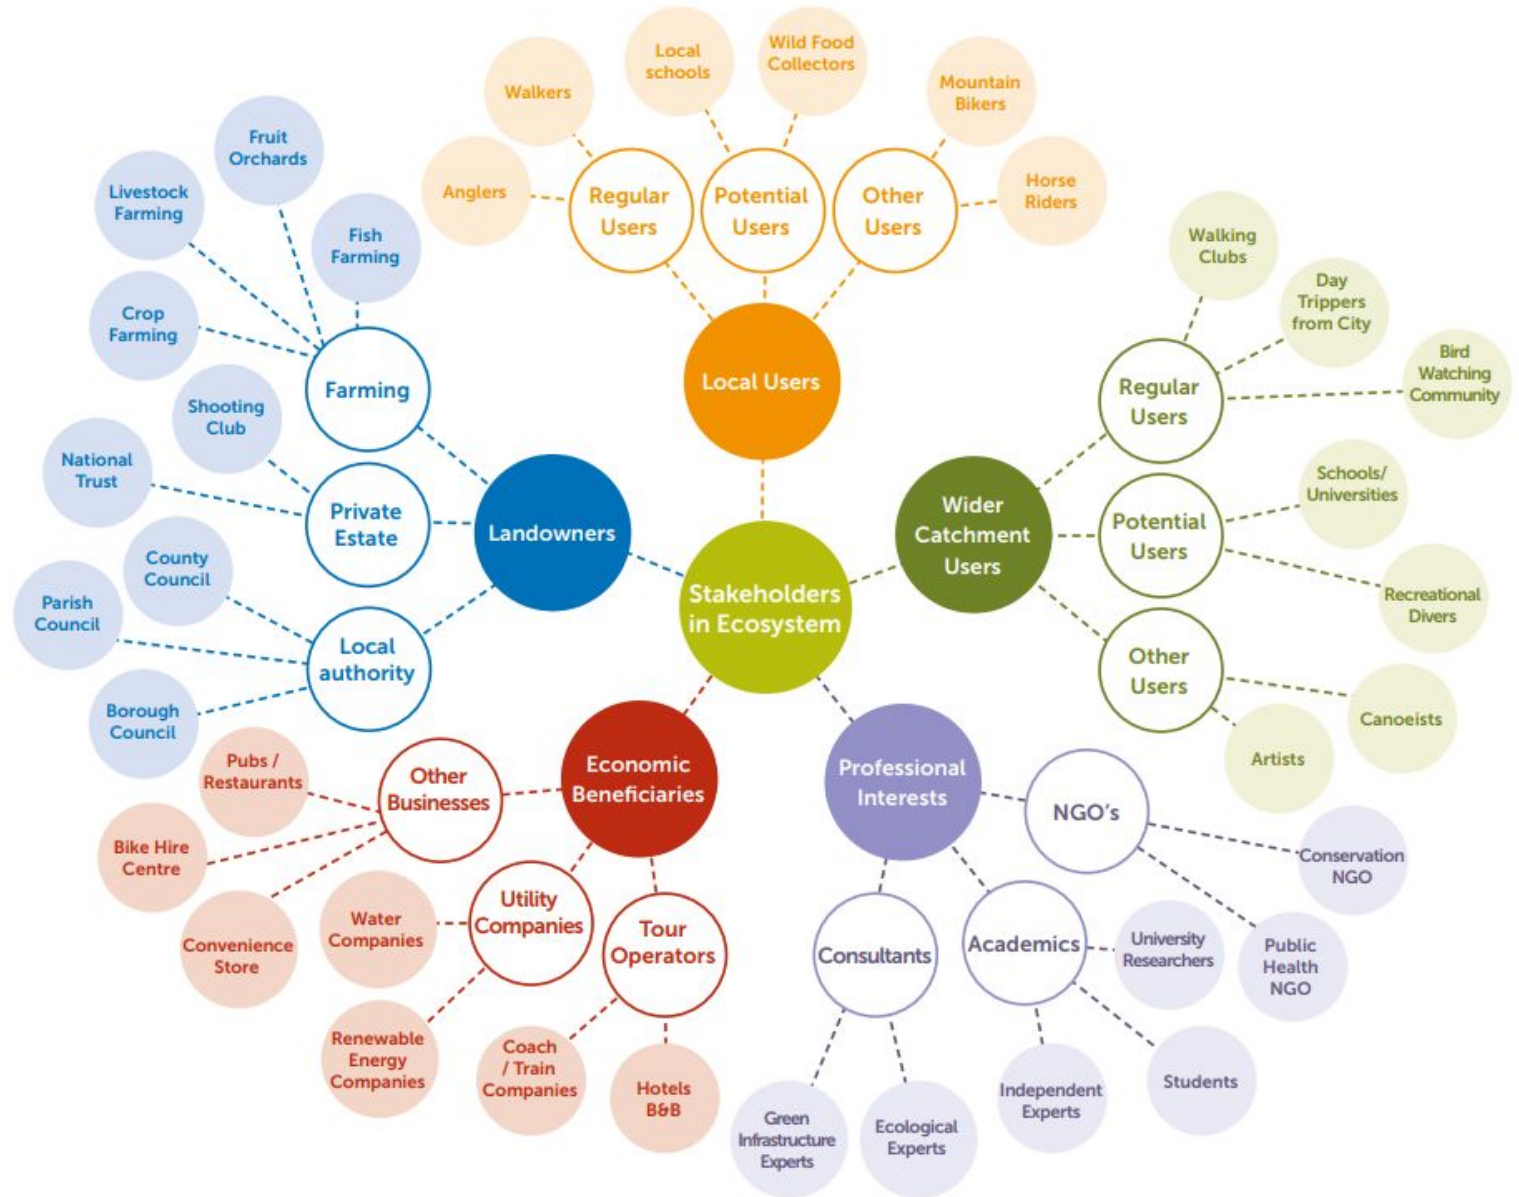 Stakeholders
in Ecosystem
Local Users
Regular
Users
Anglers
Walkers
Potential
Users
Local
schools
Wild Food
Collectors
Other
Users
Mountain
Bikers
Horse
Riders
Wider
Catchment
Users
Regular
Users
Walking
Clubs
Day
Trippers
from City
Bird
Watching
Community
Potential
Users
Schools/
Universities
Recreational
Divers
Other
Users
Canoeists
Artists
Professional
Interests
NGO's
Conservation
NGO
Public
Health
NGO
Academics
University
Researchers
Students
Independent
Experts
Consultants
Ecological
Experts
Green
Infrastructure
Experts
Economic
Beneficiaries
Tour
Operators
Hotels
B&B
Coach
/ Train
Companies
Utility
Companies
Renewable
Energy
Companies
Water
Companies
Other
Businesses
Convenience
Store
Bike Hire
Centre
Pubs /
Restaurants
Landowners
Local
authority
Borough
Council
Parish
Council
County
Council
Private
Estate
National
Trust
Shooting
Club
Farming
Crop
Farming
Livestock
Farming
Fruit
Orchards
Fish
Farming